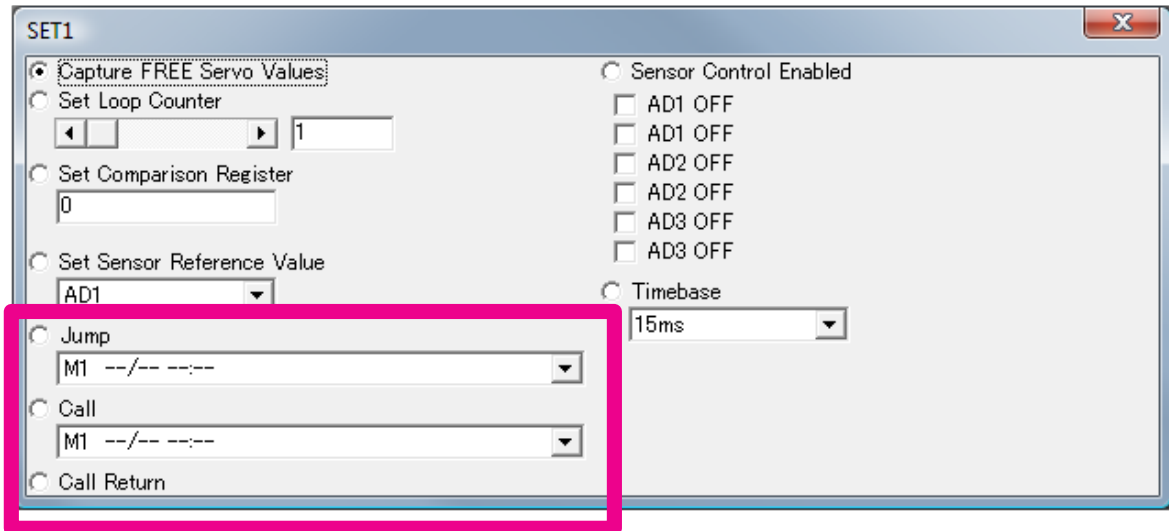 SET1
Capture FREE Servo Values
Set Loop Counter
1
Set Comparison Register
0
Set Sensor Reference Value
AD1
Jump
M1 --/-- --:--
Call
M1 --/-- --:--
Call Return
Sensor Control Enabled
AD1 OFF
AD1 OFF
AD2 OFF
AD2 OFF
AD3 OFF
AD3 OFF
Timebase
15ms